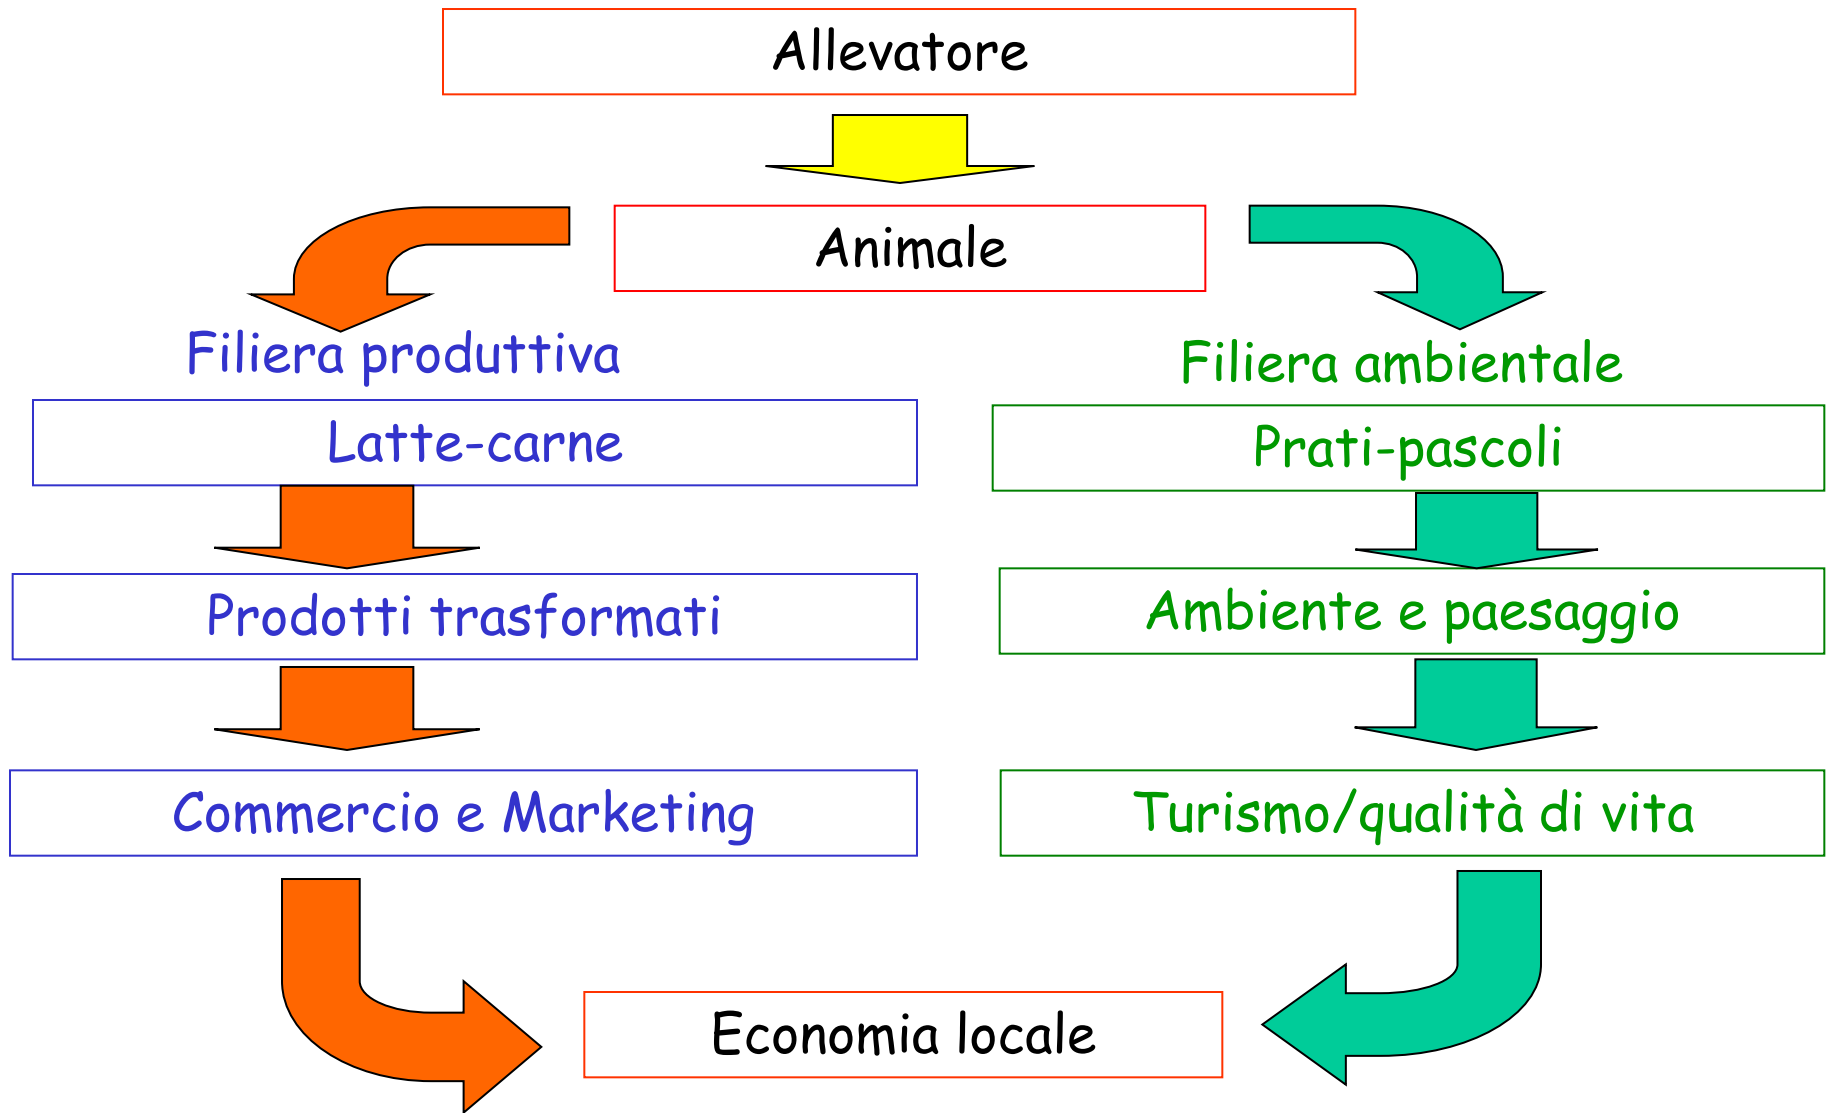 Allevatore
Animale
Filiera produttiva
Latte-carne
Prodotti trasformati
Commercio e Marketing
Filiera ambientale
Prati-pascoli
Ambiente e paesaggio
Turismo/qualità di vita
Economia locale